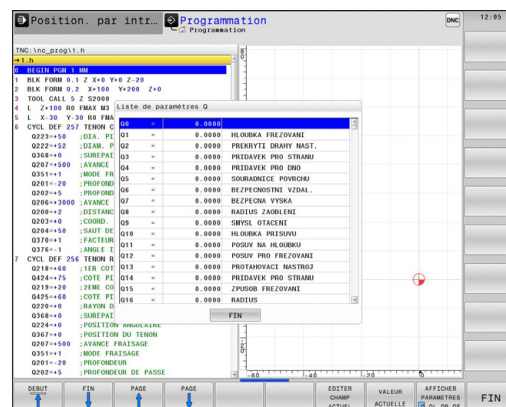 Position. par intr… Programmation DNC 12:05
Programmation
TNC:\nc_prog\1.h
→1.h
0 BEGIN PGM 1 MM
1 BLK FORM 0.1 Z X+0 Y+0 Z-20
2 BLK FORM 0.2 X+100 Y+200 Z+0
3 TOOL CALL 5 Z S2000
4 L Z+100 R0 FMAX M3
5 L X-30 Y-30 R0 FMA
6 CYCL DEF 257 TENON C
Q223=+50 ;DIA. PI
Q222=+52 ;DIAM. P
Q368=+0 ;SUREPAI
Q207=+500 ;AVANCE
Q351=+1 ;MODE FR
Q201=-20 ;PROFOND
Q202=+5 ;PROFOND
Q206=+3000 ;AVANCE
Q200=+2 ;DISTANC
Q203=+0 ;COORD.
Q204=+50 ;SAUT DE
Q370=+1 ;FACTEUR
Q376=-1 ;ANGLE I
7 CYCL DEF 256 TENON R
Q218=+60 ;1ER COT
Q424=+75 ;COTE PI
Q219=+20 ;2EME CO
Q425=+60 ;COTE PI
Q220=+0 ;RAYON D
Q368=+0 ;SUREPAI
Q224=+0 ;POSITION ANGULAIRE
Q367=+0 ;POSITION DU TENON
Q207=+500 ;AVANCE FRAISAGE
Q351=+1 ;MODE FRAISAGE
Q201=-20 ;PROFONDEUR
Q202=+5 ;PROFONDEUR DE PASSE
Liste de paramètres Q
Q0 = 0.0000
Q1 = 0.0000 HLOUBKA FREZOVANI
Q2 = 0.0000 PREKRYTI DRAHY NAST.
Q3 = 0.0000 PRIDAVEK PRO STRANU
Q4 = 0.0000 PRIDAVEK PRO DNO
Q5 = 0.0000 SOURADNICE POVRCHU
Q6 = 0.0000 BEZPECNOSTNI VZDAL.
Q7 = 0.0000 BEZPECNA VYSKA
Q8 = 0.0000 RADIUS ZAOBLENI
Q9 = 0.0000 SMYSL OTACENI
Q10 = 0.0000 HLOUBKA PRISUVU
Q11 = 0.0000 POSUV NA HLOUBKU
Q12 = 0.0000 POSUV PRO FREZOVANI
Q13 = 0.0000 PROTAHOVACI NASTROJ
Q14 = 0.0000 PRIDAVEK PRO STRANU
Q15 = 0.0000 ZPUSOB FREZOVANI
Q16 = 0.0000 RADIUS
FIN
-60 -40 -20 0
DEBUT FIN PAGE PAGE
EDITER CHAMP ACTUEL
VALEUR ACTUELLE
AFFICHER PARAMETRES
FIN